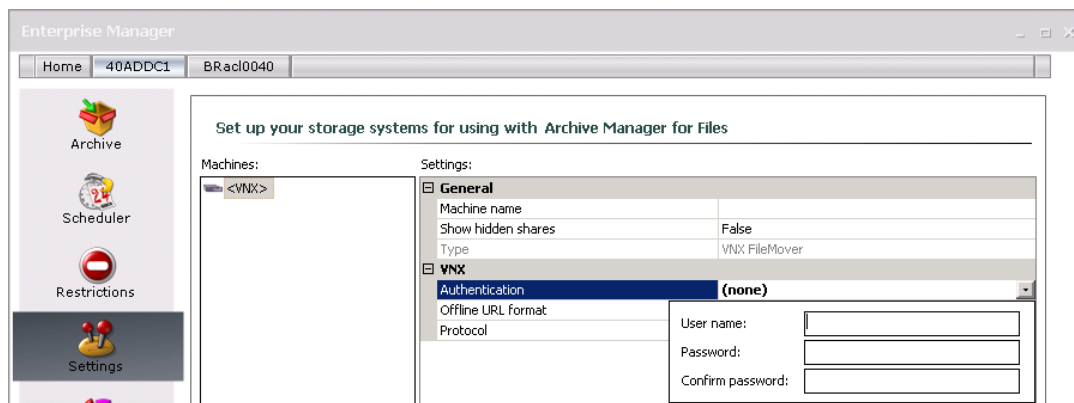 Enterprise Manager
Home 40ADDC1 BRacl0040
Archive
Scheduler
Restrictions
Settings
Set up your storage systems for using with Archive Manager for Files
Machines:
<VNX>
Settings:
General
Machine name
Show hidden shares False
Type VNX FileMover
VNX
Authentication (none)
Offline URL format
Protocol
User name:
Password:
Confirm password: